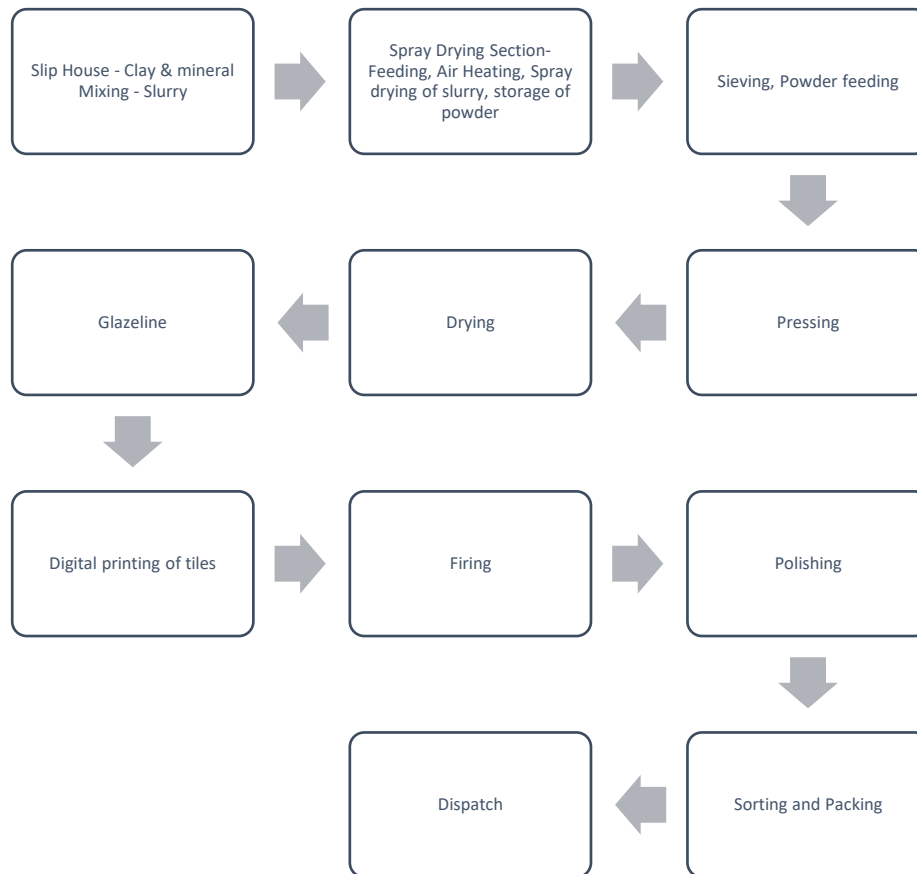 Slip House - Clay & mineral
Mixing - Slurry
Spray Drying Section-
Feeding, Air Heating, Spray
drying of slurry, storage of
powder
Sieving, Powder feeding
Pressing
Drying
Glazeline
Digital printing of tiles
Firing
Polishing
Sorting and Packing
Dispatch